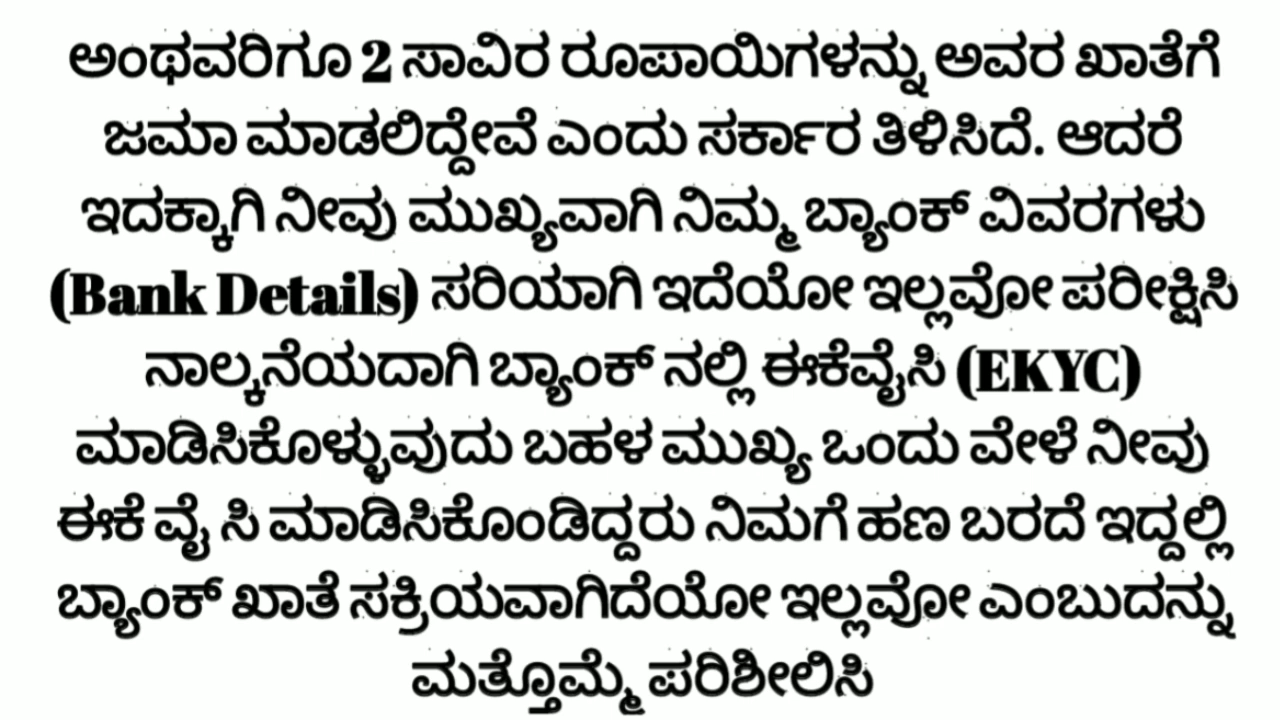 ಅಂಥವರಿಗೂ 2 ಸಾವಿರ ರೂಪಾಯಿಗಳನ್ನು ಅವರ ಖಾತೆಗೆ
ಜಮಾ ಮಾಡಲಿದ್ದೇವೆ ಎಂದು ಸರ್ಕಾರ ತಿಳಿಸಿದೆ. ಆದರೆ
ಇದಕ್ಕಾಗಿ ನೀವು ಮುಖ್ಯವಾಗಿ ನಿಮ್ಮ ಬ್ಯಾಂಕ್ ವಿವರಗಳು
(Bank Details) ಸರಿಯಾಗಿ ಇದೆಯೋ ಇಲ್ಲವೋ ಪರೀಕ್ಷಿಸಿ
ನಾಲ್ಕನೆಯದಾಗಿ ಬ್ಯಾಂಕ್ ನಲ್ಲಿ ಈಕೆವೈಸಿ (EKYC)
ಮಾಡಿಸಿಕೊಳ್ಳುವುದು ಬಹಳ ಮುಖ್ಯ ಒಂದು ವೇಳೆ ನೀವು
ಈಕೆ ವೈ ಸಿ ಮಾಡಿಸಿಕೊಂಡಿದ್ದರು ನಿಮಗೆ ಹಣ ಬರದೆ ಇದ್ದಲ್ಲಿ
ಬ್ಯಾಂಕ್ ಖಾತೆ ಸಕ್ರಿಯವಾಗಿದೆಯೋ ಇಲ್ಲವೋ ಎಂಬುದನ್ನು
ಮತ್ತೊಮ್ಮೆ ಪರಿಶೀಲಿಸಿ